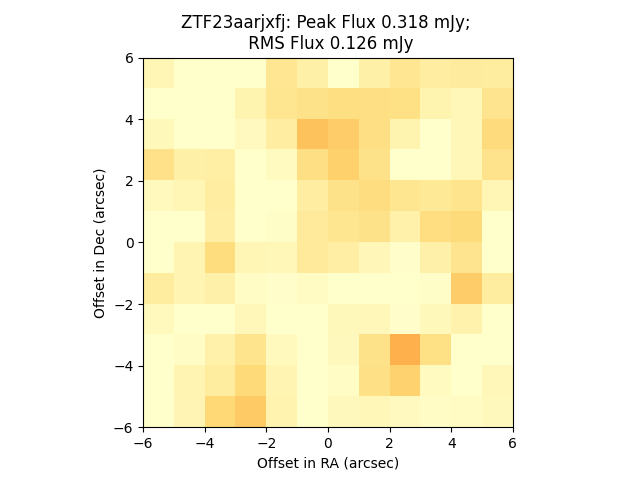 ZTF23aarjxfj: Peak Flux 0.318 mJy;
RMS Flux 0.126 mJy
6
4
2
0
−2
−4
−6
Offset in Dec (arcsec)
−6 −4 −2 0 2 4 6
Offset in RA (arcsec)